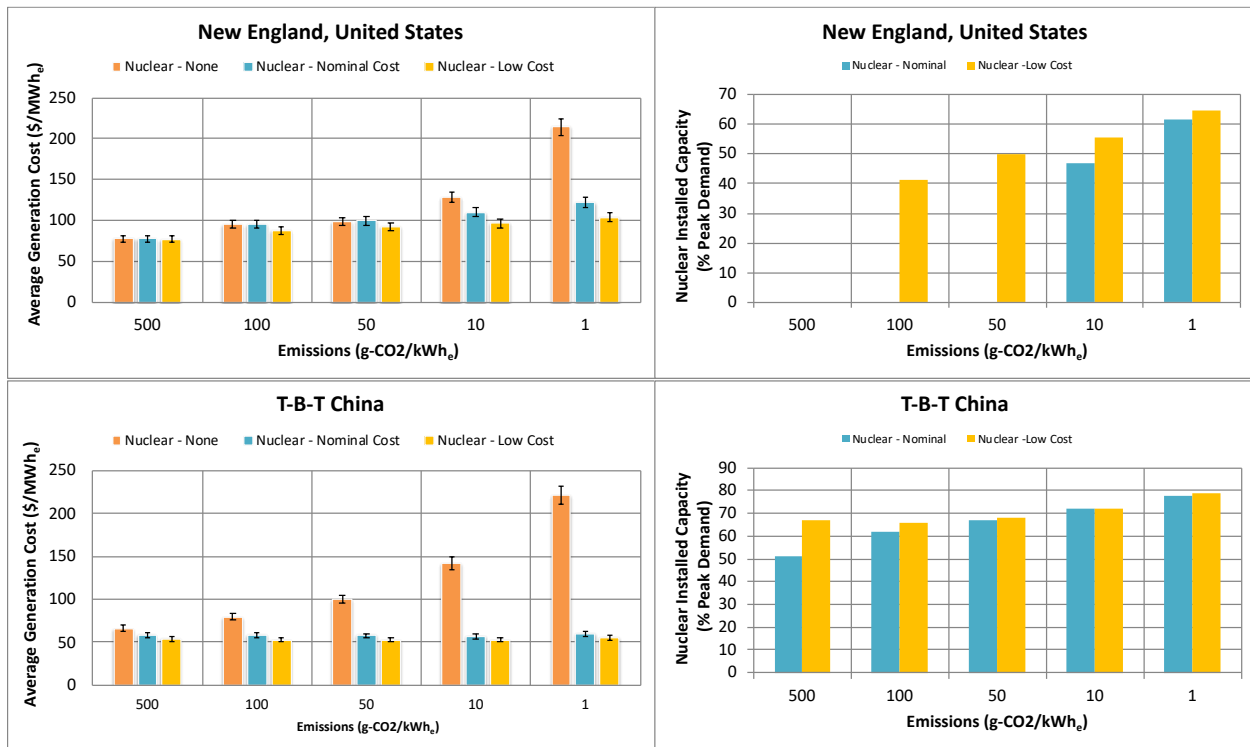 New England, United States
Nuclear - None Nuclear - Nominal Cost Nuclear - Low Cost
Average Generation Cost ($/MWhₑ)
250
200
150
100
50
0
500 100 50 10 1
Emissions (g-CO2/kWhₑ)
New England, United States
Nuclear - Nominal Nuclear -Low Cost
Nuclear Installed Capacity
(% Peak Demand)
70
60
50
40
30
20
10
0
500 100 50 10 1
Emissions (g-CO2/kWhₑ)
T-B-T China
Nuclear - None Nuclear - Nominal Cost Nuclear - Low Cost
Average Generation Cost ($/MWhₑ)
250
200
150
100
50
0
500 100 50 10 1
Emissions (g-CO2/kWhₑ)
T-B-T China
Nuclear - Nominal Nuclear -Low Cost
Nuclear Installed Capacity
(% Peak Demand)
90
80
70
60
50
40
30
20
10
0
500 100 50 10 1
Emissions (g-CO2/kWhₑ)